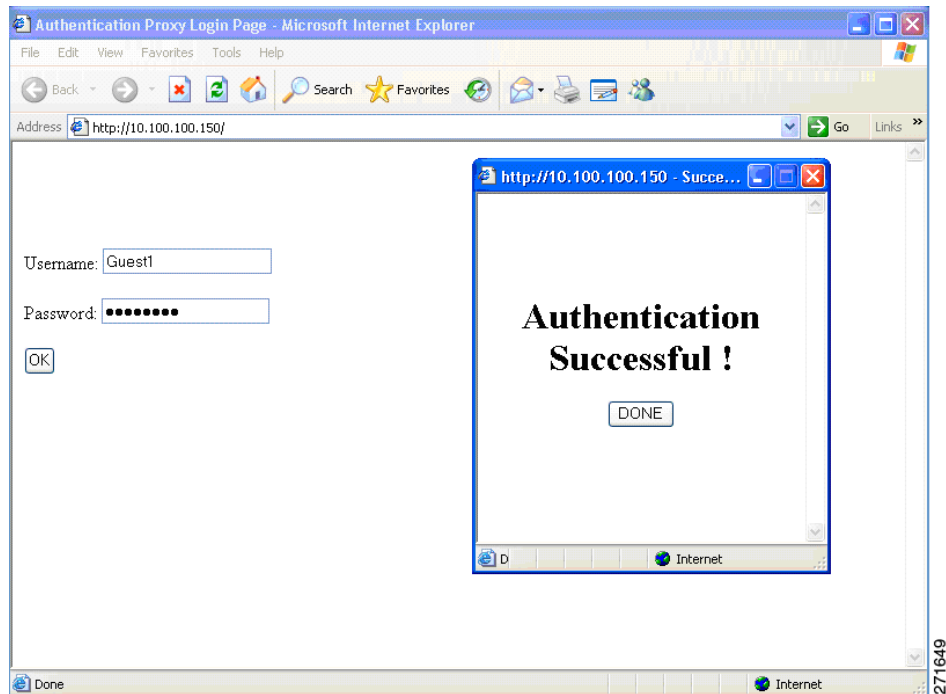 Authentication Proxy Login Page - Microsoft Internet Explorer
File Edit View Favorites Tools Help
Back Search Favorites
Address http://10.100.100.150/ Go Links »
http://10.100.100.150 - Succe...
Username: Guest1
Password: ●●●●●●●●
OK
Authentication
Successful !
DONE
D Internet
Done Internet
271649